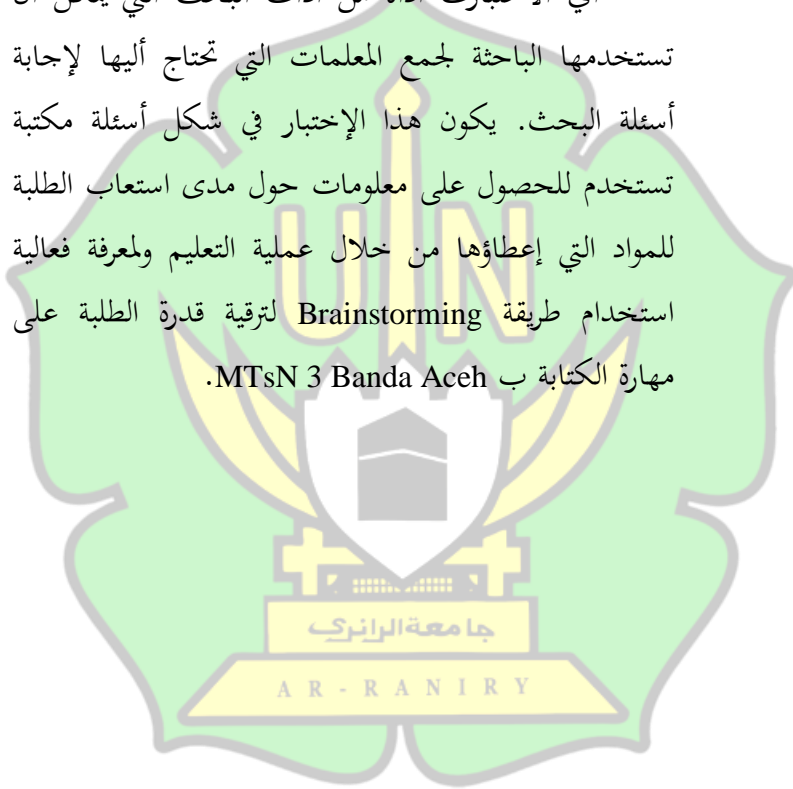 تستخدمها الباحثة لجمع المعلمات التي تحتاج أليها لإجابة
أسئلة البحث. يكون هذا الإختبار في شكل أسئلة مكتبة
تستخدم للحصول على معلومات حول مدى استعاب الطلبة
للمواد التي إعطاؤها من خلال عملية التعليم ولمعرفة فعالية
استخدام طريقة Brainstorming لترقية قدرة الطلبة على
مهارة الكتابة ب MTsN 3 Banda Aceh.
UIN
جامعة الرانري
AR-RANIRY